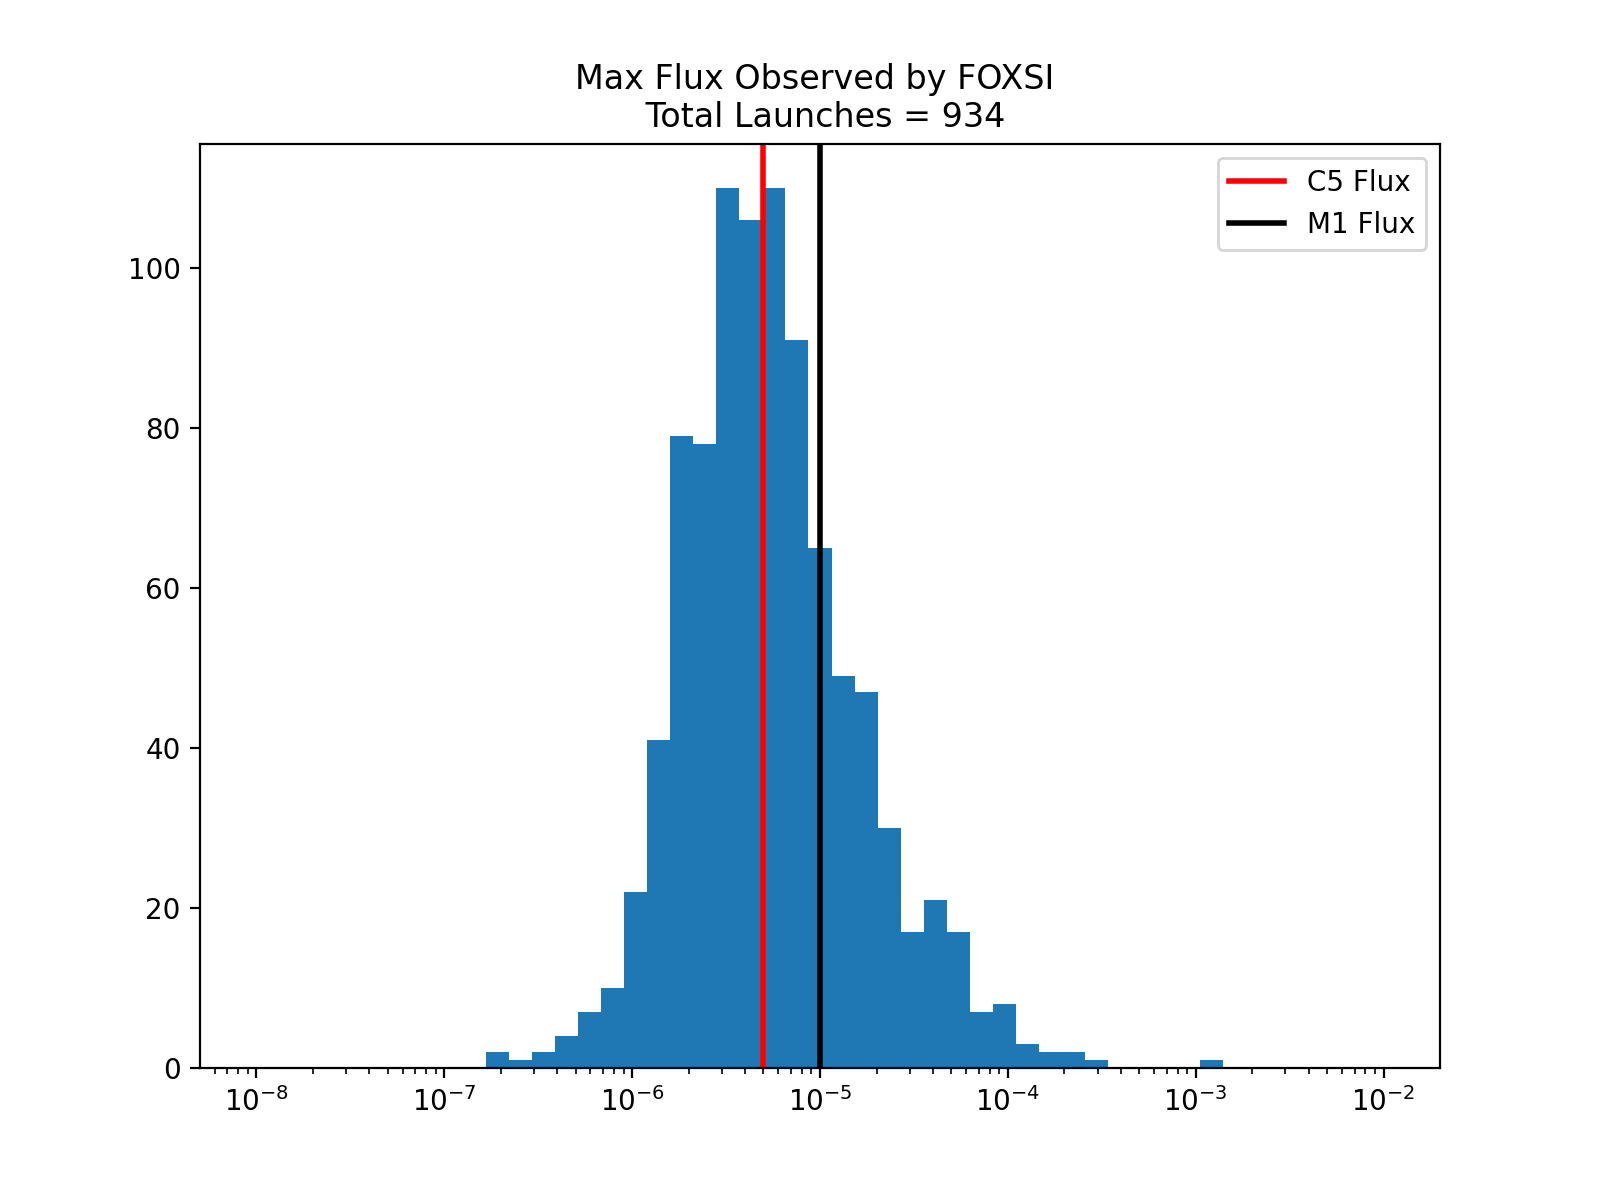 Max Flux Observed by FOXSI
Total Launches = 934
C5 Flux
M1 Flux
100
80
60
40
20
0
10⁻⁸ 10⁻⁷ 10⁻⁶ 10⁻⁵ 10⁻⁴ 10⁻³ 10⁻²